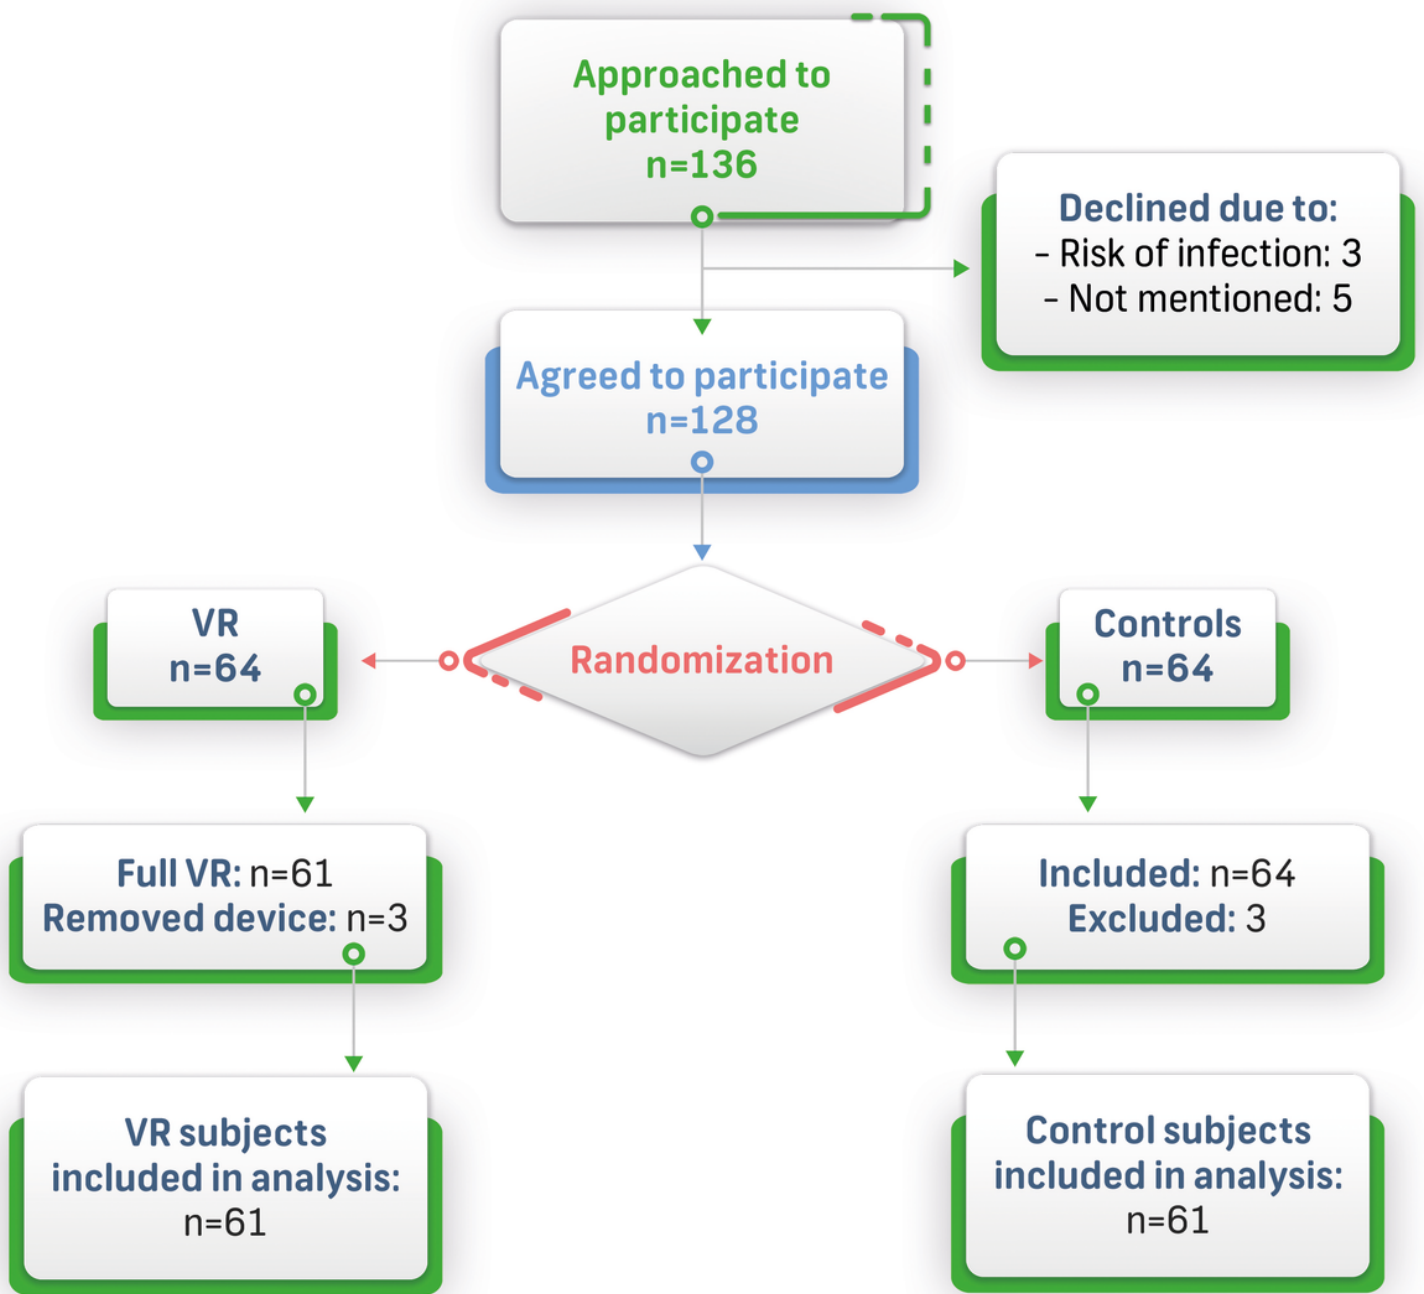 Approached to
participate
n=136
Declined due to:
- Risk of infection: 3
- Not mentioned: 5
Agreed to participate
n=128
Randomization
VR
n=64
Controls
n=64
Full VR: n=61
Removed device: n=3
Included: n=64
Excluded: 3
VR subjects
included in analysis:
n=61
Control subjects
included in analysis:
n=61